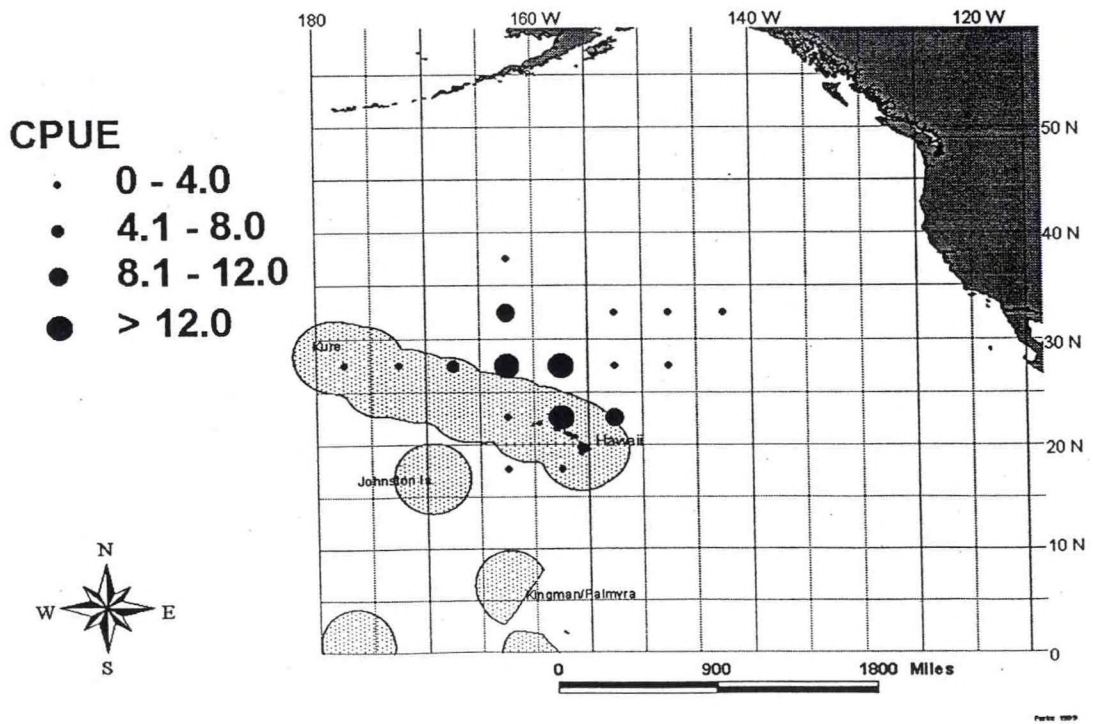 180 160 W 140 W 120 W
CPUE
0 - 4.0
4.1 - 8.0
8.1 - 12.0
> 12.0
50 N
40 N
30 N
20 N
10 N
0
Kure
Hawaii
Johnston Is.
Kingman/Palmyra
N
W E
S
0 900 1800 Miles